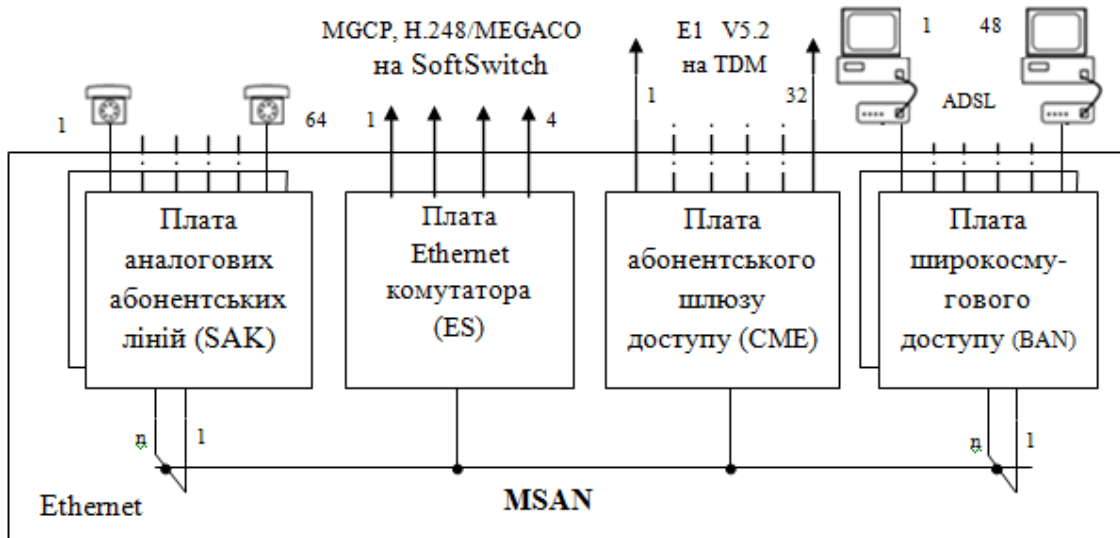 MGCP, H.248/MEGACO
на SoftSwitch
E1 V5.2
на TDM
1
48
ADSL
1
64
1
4
1
32
Плата
аналогових
абонентських
ліній (SAK)
Плата
Ethernet
комутатора
(ES)
Плата
абонентського
шлюзу
доступу (CME)
Плата
широкосму-
гового
доступу (BAN)
n
1
n
1
Ethernet
MSAN